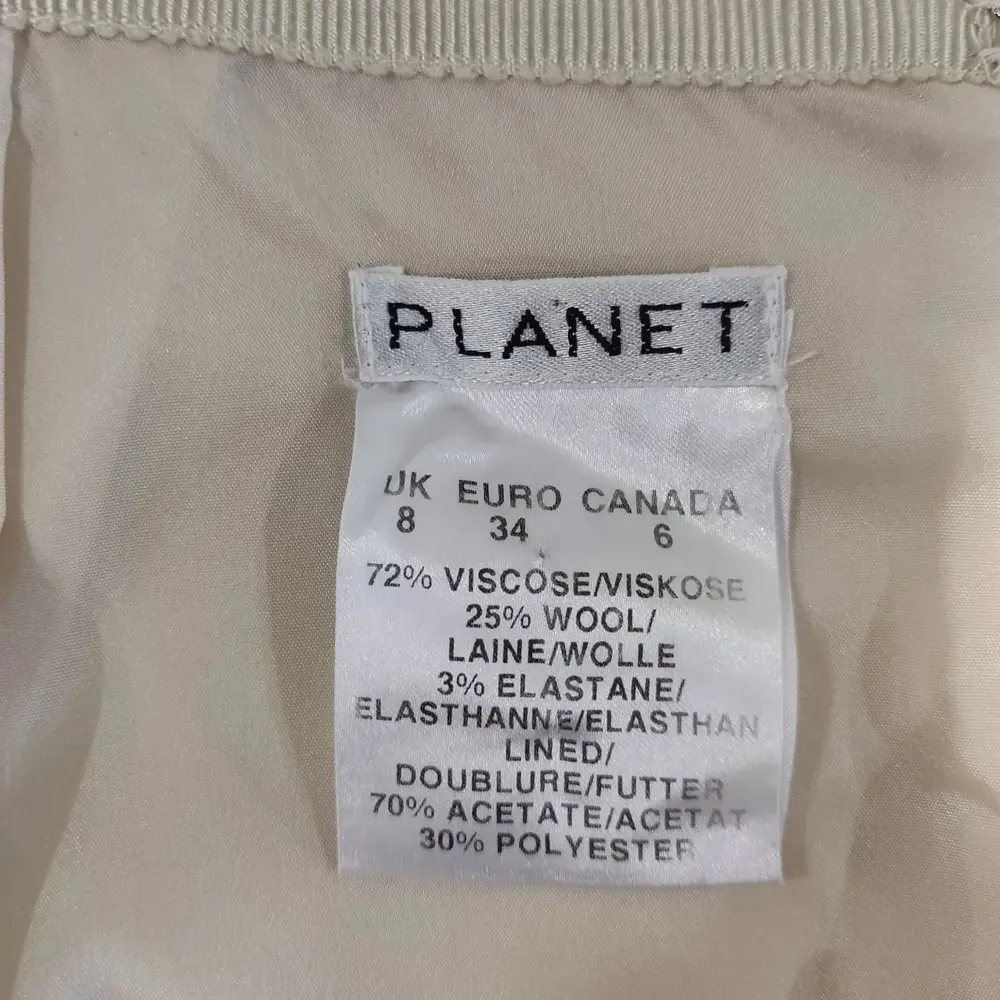 PLANET
UK EURO CANADA
8 34 6
72% VISCOSE/VISKOSE
25% WOOL/
LAINE/WOLLE
3% ELASTANE/
ELASTHANNE/ELASTHAN
LINED/
DOUBLURE/FUTTER
70% ACETATE/ACETAT
30% POLYESTER